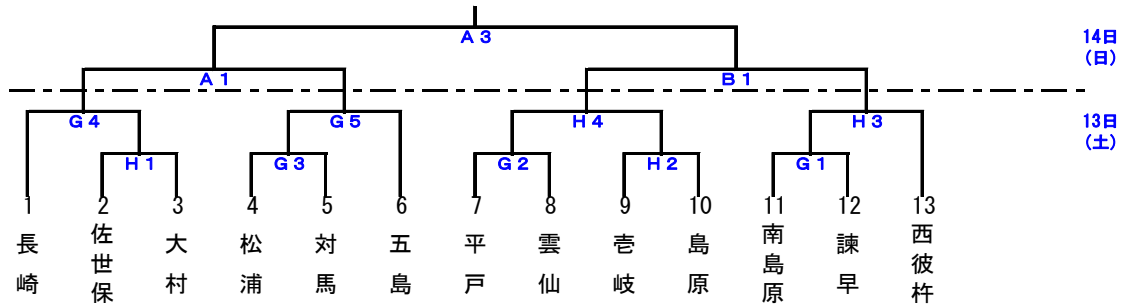 A3
14日
(日)
A1
B1
G4
G5
H4
H3
13日
(土)
H1
G3
G2
H2
G1
1
2
3
4
5
6
7
8
9
10
11
12
13
長崎
佐世保
大村
松浦
対馬
五島
平戸
雲仙
壱岐
島原
南島原
諫早
西彼杵